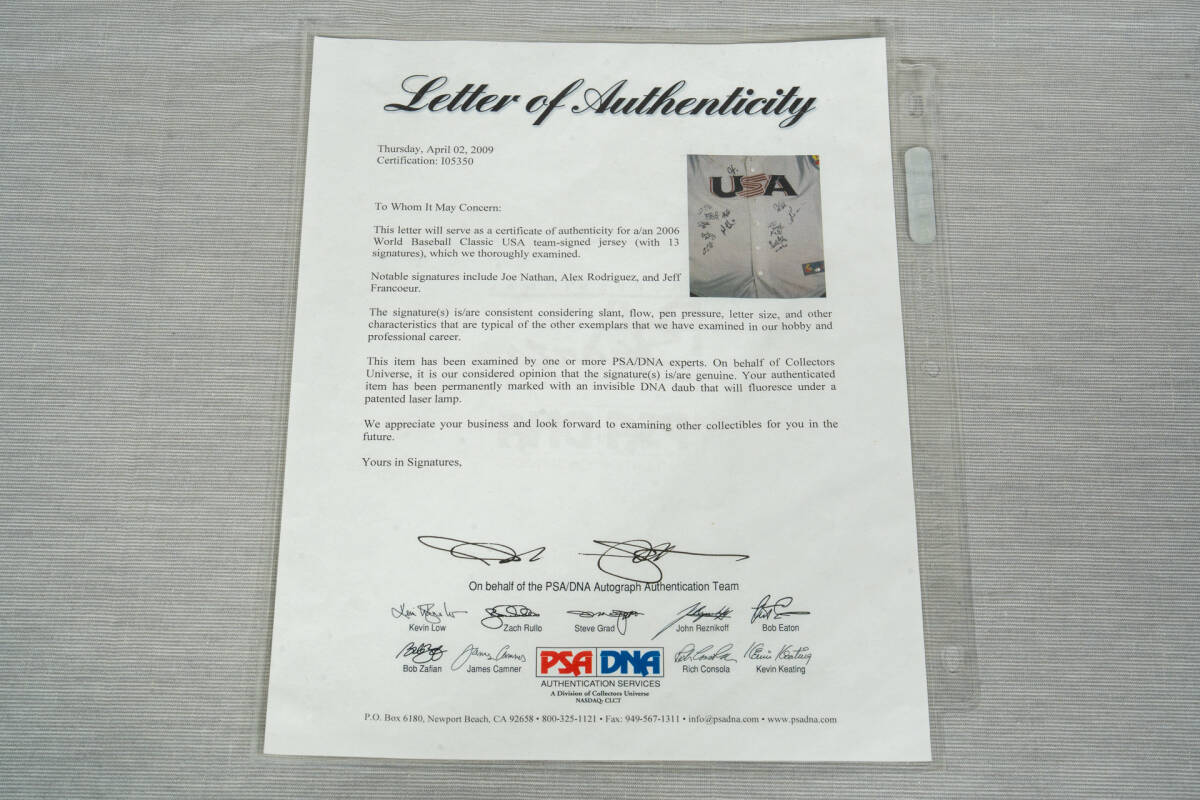 Letter of Authenticity
Thursday, April 02, 2009
Certification: I05350
USA
To Whom It May Concern:
This letter will serve as a certificate of authenticity for a/an 2006
World Baseball Classic USA team-signed jersey (with 13
signatures), which we thoroughly examined.
Notable signatures include Joe Nathan, Alex Rodriguez, and Jeff
Francoeur.
The signature(s) is/are consistent considering slant, flow, pen pressure, letter size, and other
characteristics that are typical of the other exemplars that we have examined in our hobby and
professional career.
This item has been examined by one or more PSA/DNA experts. On behalf of Collectors
Universe, it is our considered opinion that the signature(s) is/are genuine. Your authenticated
item has been permanently marked with an invisible DNA daub that will fluoresce under a
patented laser lamp.
We appreciate your business and look forward to examining other collectibles for you in the
future.
Yours in Signatures,
On behalf of the PSA/DNA Autograph Authentication Team
Kevin Low Zach Rullo Steve Grad John Reznikoff Bob Eaton
Bob Zafian James Camner PSA DNA Rich Consola Kevin Keating
AUTHENTICATION SERVICES
A Division of Collectors Universe
NASDAQ: CLCT
P.O. Box 6180, Newport Beach, CA 92658 • 800-325-1121 • Fax: 949-567-1311 • info@psadna.com • www.psadna.com